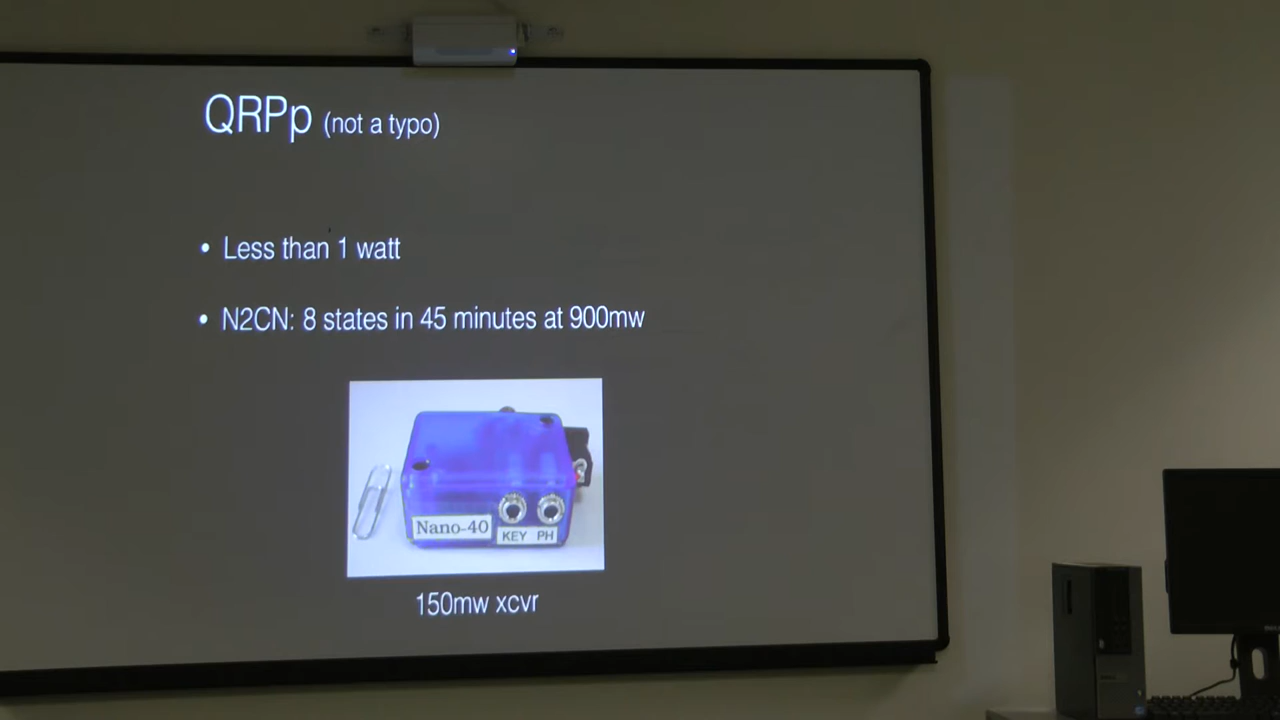 QRPp (not a typo)
• Less than 1 watt
• N2CN: 8 states in 45 minutes at 900mw
Nano-40
KEY PH
150mw xcvr